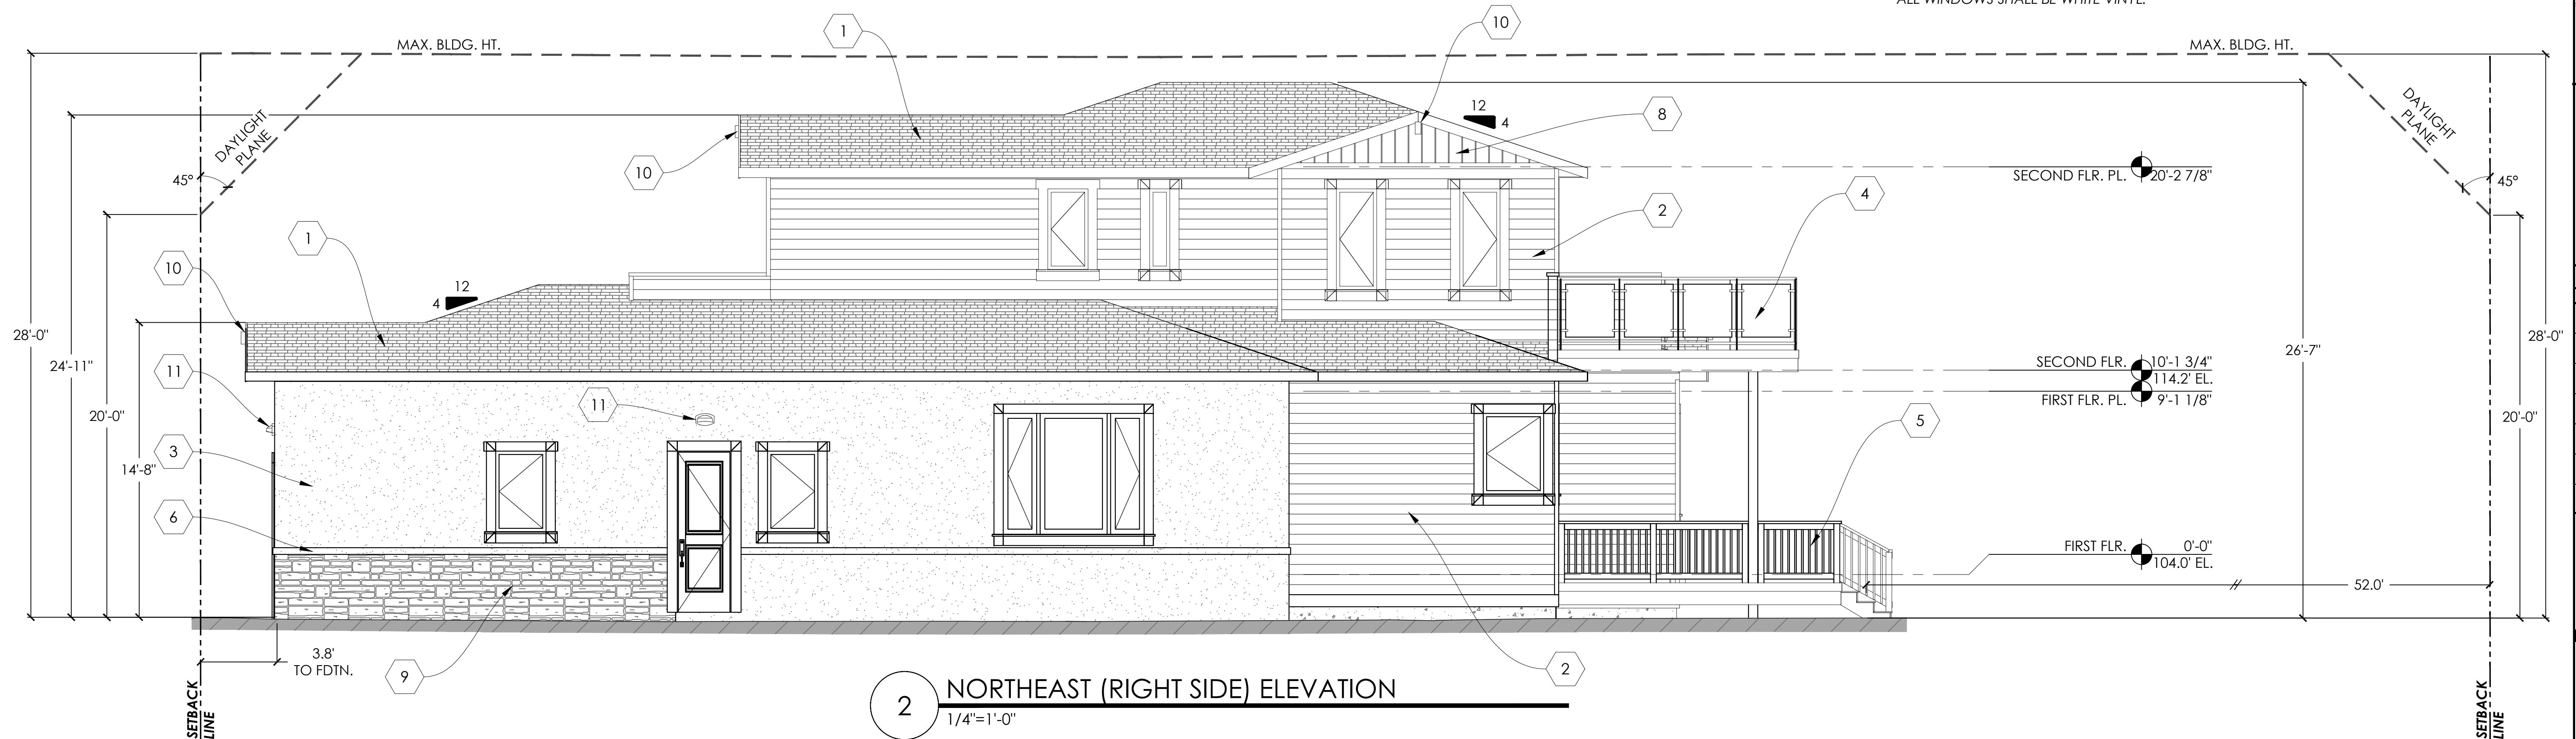 ALL WINDOWS SHALL BE WHITE VINYL.
MAX. BLDG. HT.
1
10
MAX. BLDG. HT.
DAYLIGHT
PLANE
45°
10
1
12
4
8
DAYLIGHT
PLANE
45°
SECOND FLR. PL. 20'-2 7/8"
2
4
1
10
12
4
28'-0"
24'-11"
20'-0"
14'-8"
11
3
6
11
SECOND FLR. 10'-1 3/4"
114.2' EL.
FIRST FLR. PL. 9'-1 1/8"
26'-7"
28'-0"
20'-0"
5
FIRST FLR. 0'-0"
104.0' EL.
52.0'
3.8'
TO FDTN.
9
2
SETBACK
LINE
2
NORTHEAST (RIGHT SIDE) ELEVATION
1/4"=1'-0"
SETBACK
LINE